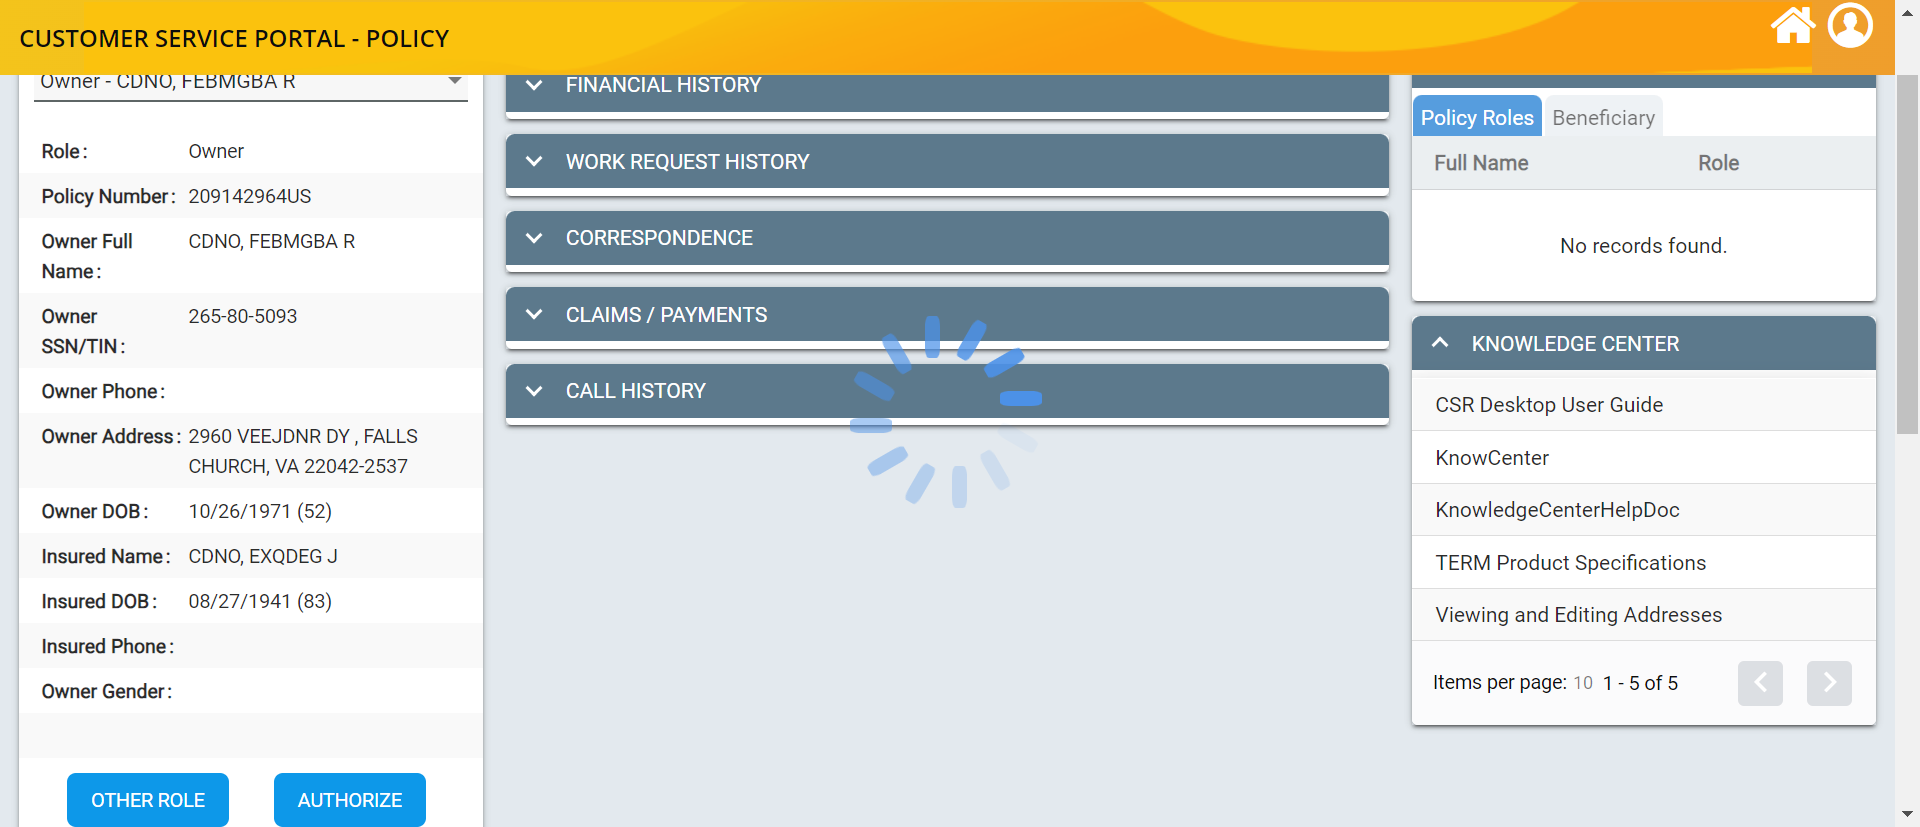 CUSTOMER SERVICE PORTAL - POLICY
Owner - CDNO, FEBMGBA R
Role: Owner
Policy Number: 209142964US
Owner Full Name: CDNO, FEBMGBA R
Owner SSN/TIN: 265-80-5093
Owner Phone:
Owner Address: 2960 VEEJDNR DY , FALLS
CHURCH, VA 22042-2537
Owner DOB: 10/26/1971 (52)
Insured Name: CDNO, EXQDEG J
Insured DOB: 08/27/1941 (83)
Insured Phone:
Owner Gender:
OTHER ROLE
AUTHORIZE
FINANCIAL HISTORY
WORK REQUEST HISTORY
CORRESPONDENCE
CLAIMS / PAYMENTS
CALL HISTORY
Policy Roles Beneficiary
Full Name Role
No records found.
KNOWLEDGE CENTER
CSR Desktop User Guide
KnowCenter
KnowledgeCenterHelpDoc
TERM Product Specifications
Viewing and Editing Addresses
Items per page: 10 1 - 5 of 5